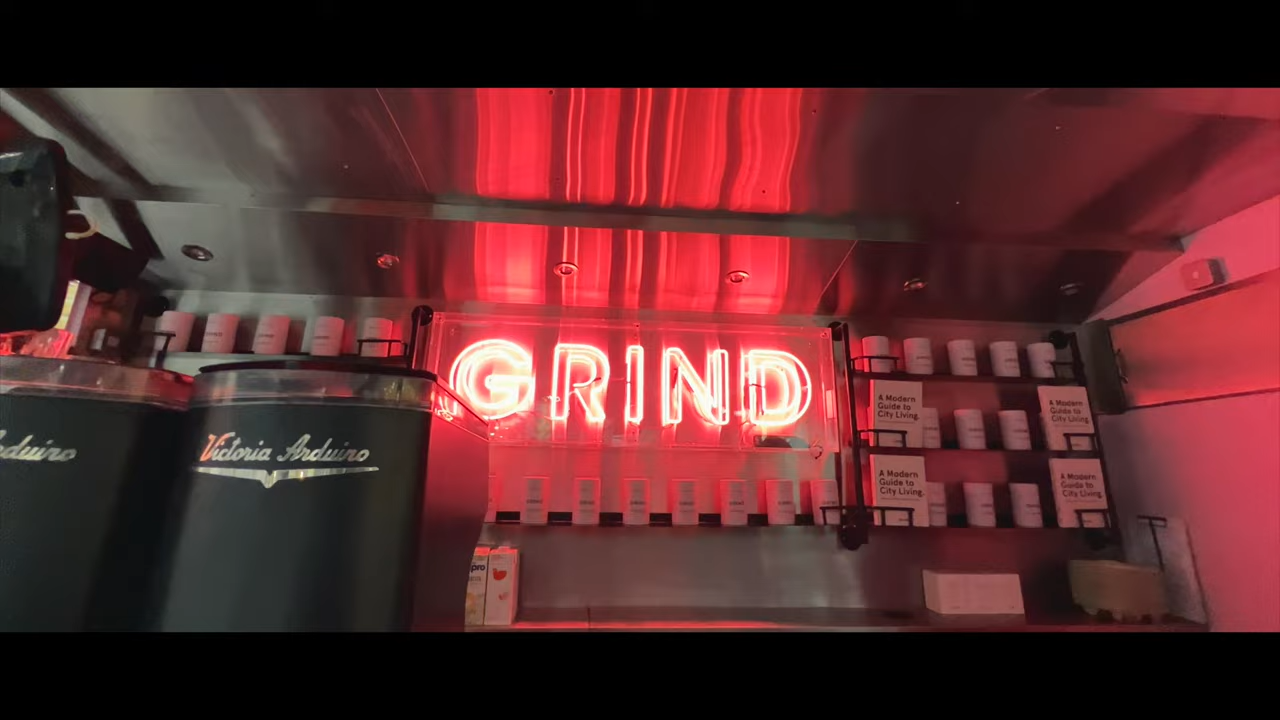 GRIND
Victoria Arduino
duino
A Modern
Guide to
City Living.
A Modern
Guide to
City Living.
A Modern
Guide to
City Living.
A Modern
Guide to
City Living.
pro